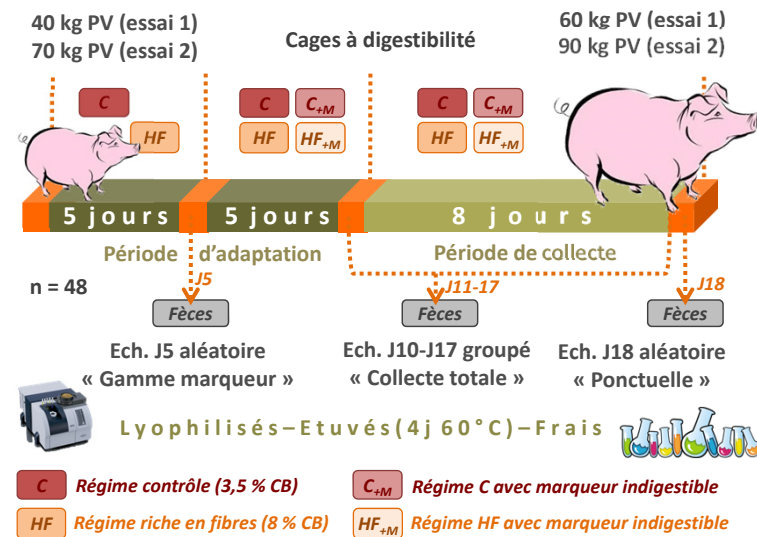 40 kg PV (essai 1)
70 kg PV (essai 2)
Cages à digestibilité
60 kg PV (essai 1)
90 kg PV (essai 2)
C
HF
C C+M
HF HF+M
C C+M
HF HF+M
5 jours 5 jours 8 jours
Période d'adaptation Période de collecte
n = 48
J5 J11-17 J18
Fèces Fèces Fèces
Ech. J5 aléatoire
« Gamme marqueur »
Ech. J10-J17 groupé
« Collecte totale »
Ech. J18 aléatoire
« Ponctuelle »
Lyophilisés–Etuvés(4j 60°C)–Frais
C Régime contrôle (3,5 % CB)
C+M Régime C avec marqueur indigestible
HF Régime riche en fibres (8 % CB)
HF+M Régime HF avec marqueur indigestible